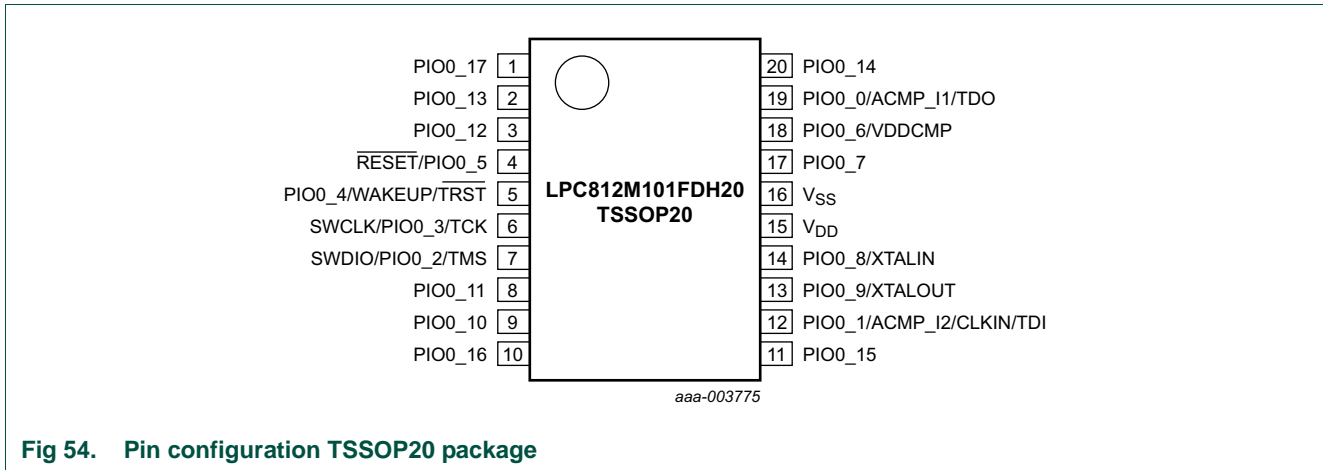 PIO0_17 1
PIO0_13 2
PIO0_12 3
RESET/PIO0_5 4
PIO0_4/WAKEUP/TRST 5
SWCLK/PIO0_3/TCK 6
SWDIO/PIO0_2/TMS 7
PIO0_11 8
PIO0_10 9
PIO0_16 10
LPC812M101FDH20
TSSOP20
20 PIO0_14
19 PIO0_0/ACMP_I1/TDO
18 PIO0_6/VDDCMP
17 PIO0_7
16 VSS
15 VDD
14 PIO0_8/XTALIN
13 PIO0_9/XTALOUT
12 PIO0_1/ACMP_I2/CLKIN/TDI
11 PIO0_15
aaa-003775
Fig 54. Pin configuration TSSOP20 package